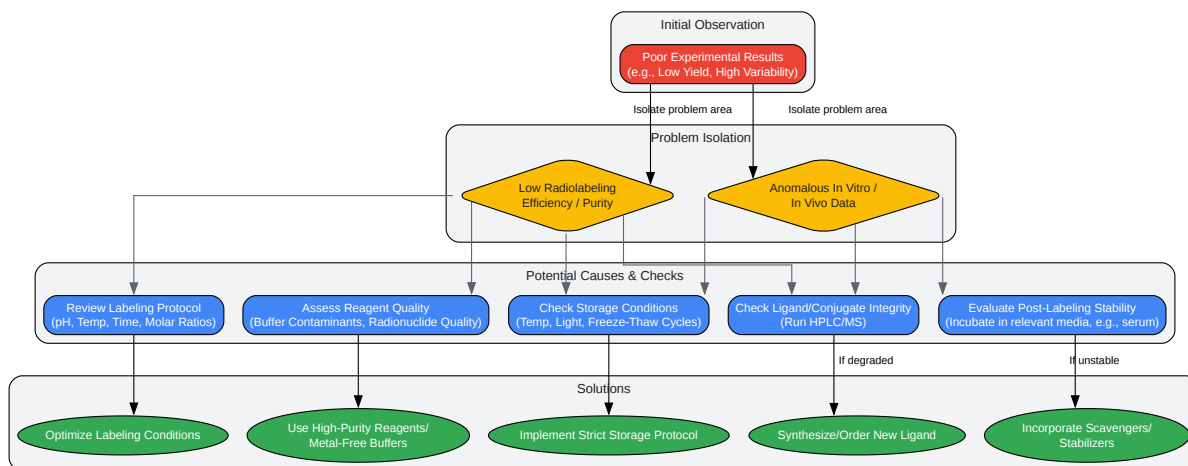 Initial Observation
Poor Experimental Results
(e.g., Low Yield, High Variability)
Isolate problem area
Isolate problem area
Problem Isolation
Low Radiolabeling
Efficiency / Purity
Anomalous In Vitro /
In Vivo Data
Potential Causes & Checks
Review Labeling Protocol
(pH, Temp, Time, Molar Ratios)
Assess Reagent Quality
(Buffer Contaminants, Radionuclide Quality)
Check Storage Conditions
(Temp, Light, Freeze-Thaw Cycles)
Check Ligand/Conjugate Integrity
(Run HPLC/MS)
Evaluate Post-Labeling Stability
(Incubate in relevant media, e.g., serum)
If degraded
If unstable
Solutions
Optimize Labeling Conditions
Use High-Purity Reagents/
Metal-Free Buffers
Implement Strict Storage Protocol
Synthesize/Order New Ligand
Incorporate Scavengers/
Stabilizers